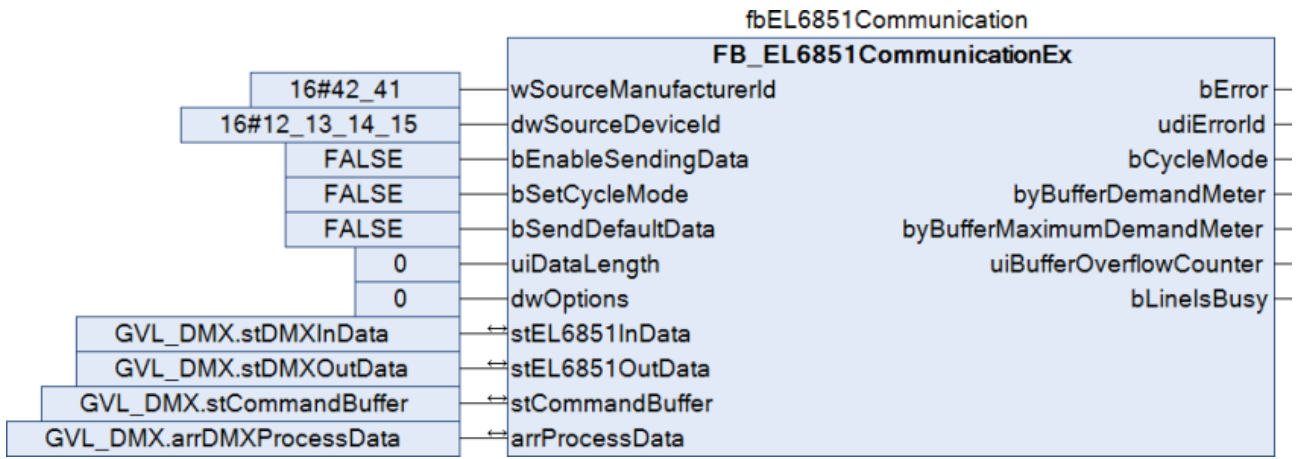 fbEL6851Communication
FB_EL6851CommunicationEx
16#42_41 wSourceManufacturerId bError
16#12_13_14_15 dwSourceDeviceId udiErrorId
FALSE bEnableSendingData bCycleMode
FALSE bSetCycleMode byBufferDemandMeter
FALSE bSendDefaultData byBufferMaximumDemandMeter
0 uiDataLength uiBufferOverflowCounter
0 dwOptions bLineIsBusy
GVL_DMX.stDMXInData stEL6851InData
GVL_DMX.stDMXOutData stEL6851OutData
GVL_DMX.stCommandBuffer stCommandBuffer
GVL_DMX.arrDMXProcessData arrProcessData